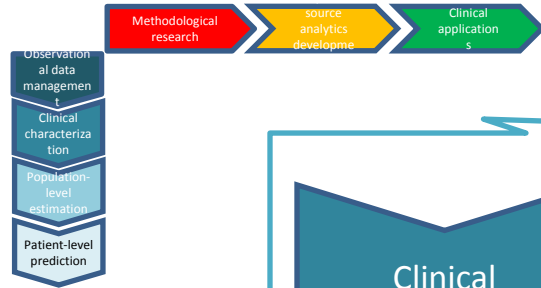 Methodological
research
source
analytics
developme
Clinical
application
s
Observation
al data
managemen
t
Clinical
characteriza
tion
Population-
level
estimation
Patient-level
prediction
Clinical